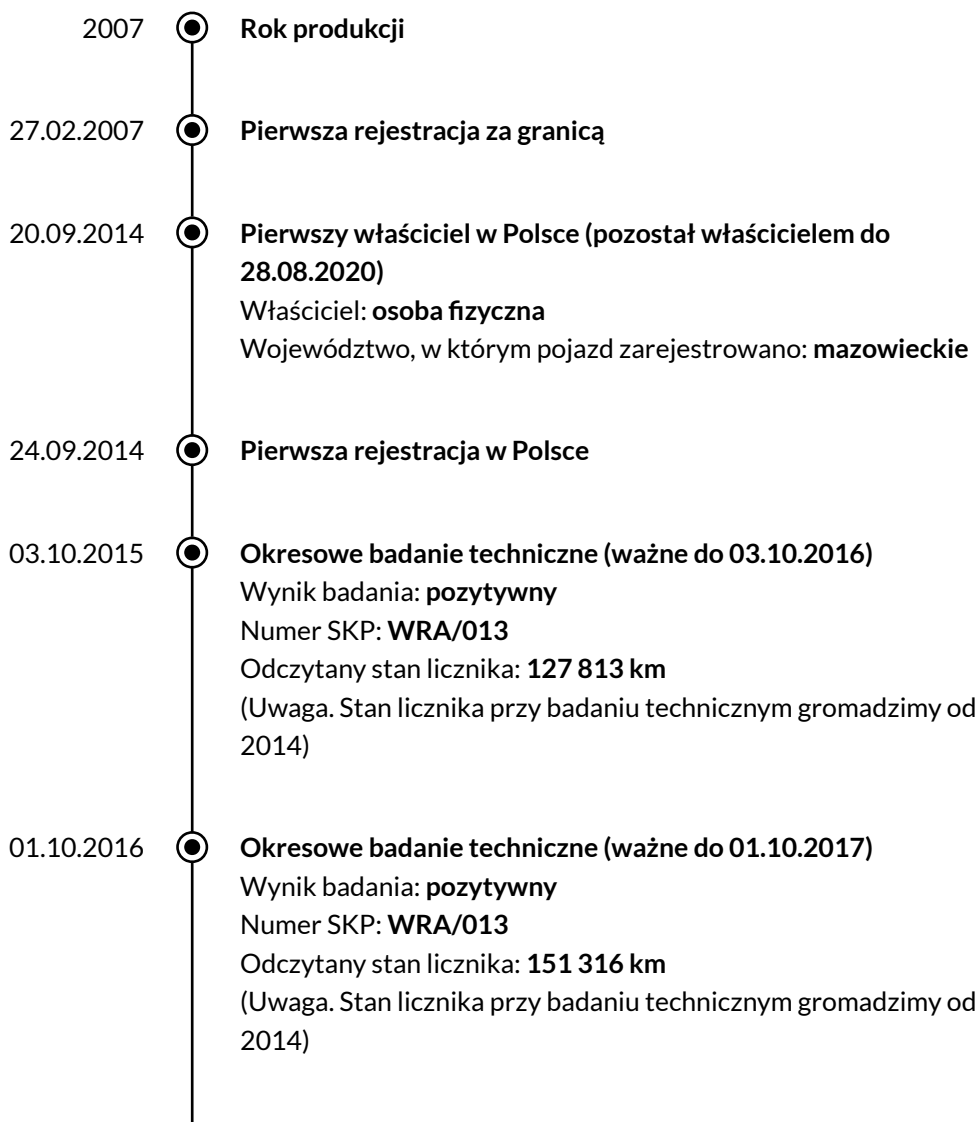 2007 Rok produkcji
27.02.2007 Pierwsza rejestracja za granicą
20.09.2014 Pierwszy właściciel w Polsce (pozostał właścicielem do
28.08.2020)
Właściciel: osoba fizyczna
Województwo, w którym pojazd zarejestrowano: mazowieckie
24.09.2014 Pierwsza rejestracja w Polsce
03.10.2015 Okresowe badanie techniczne (ważne do 03.10.2016)
Wynik badania: pozytywny
Numer SKP: WRA/013
Odczytany stan licznika: 127 813 km
(Uwaga. Stan licznika przy badaniu technicznym gromadzimy od
2014)
01.10.2016 Okresowe badanie techniczne (ważne do 01.10.2017)
Wynik badania: pozytywny
Numer SKP: WRA/013
Odczytany stan licznika: 151 316 km
(Uwaga. Stan licznika przy badaniu technicznym gromadzimy od
2014)